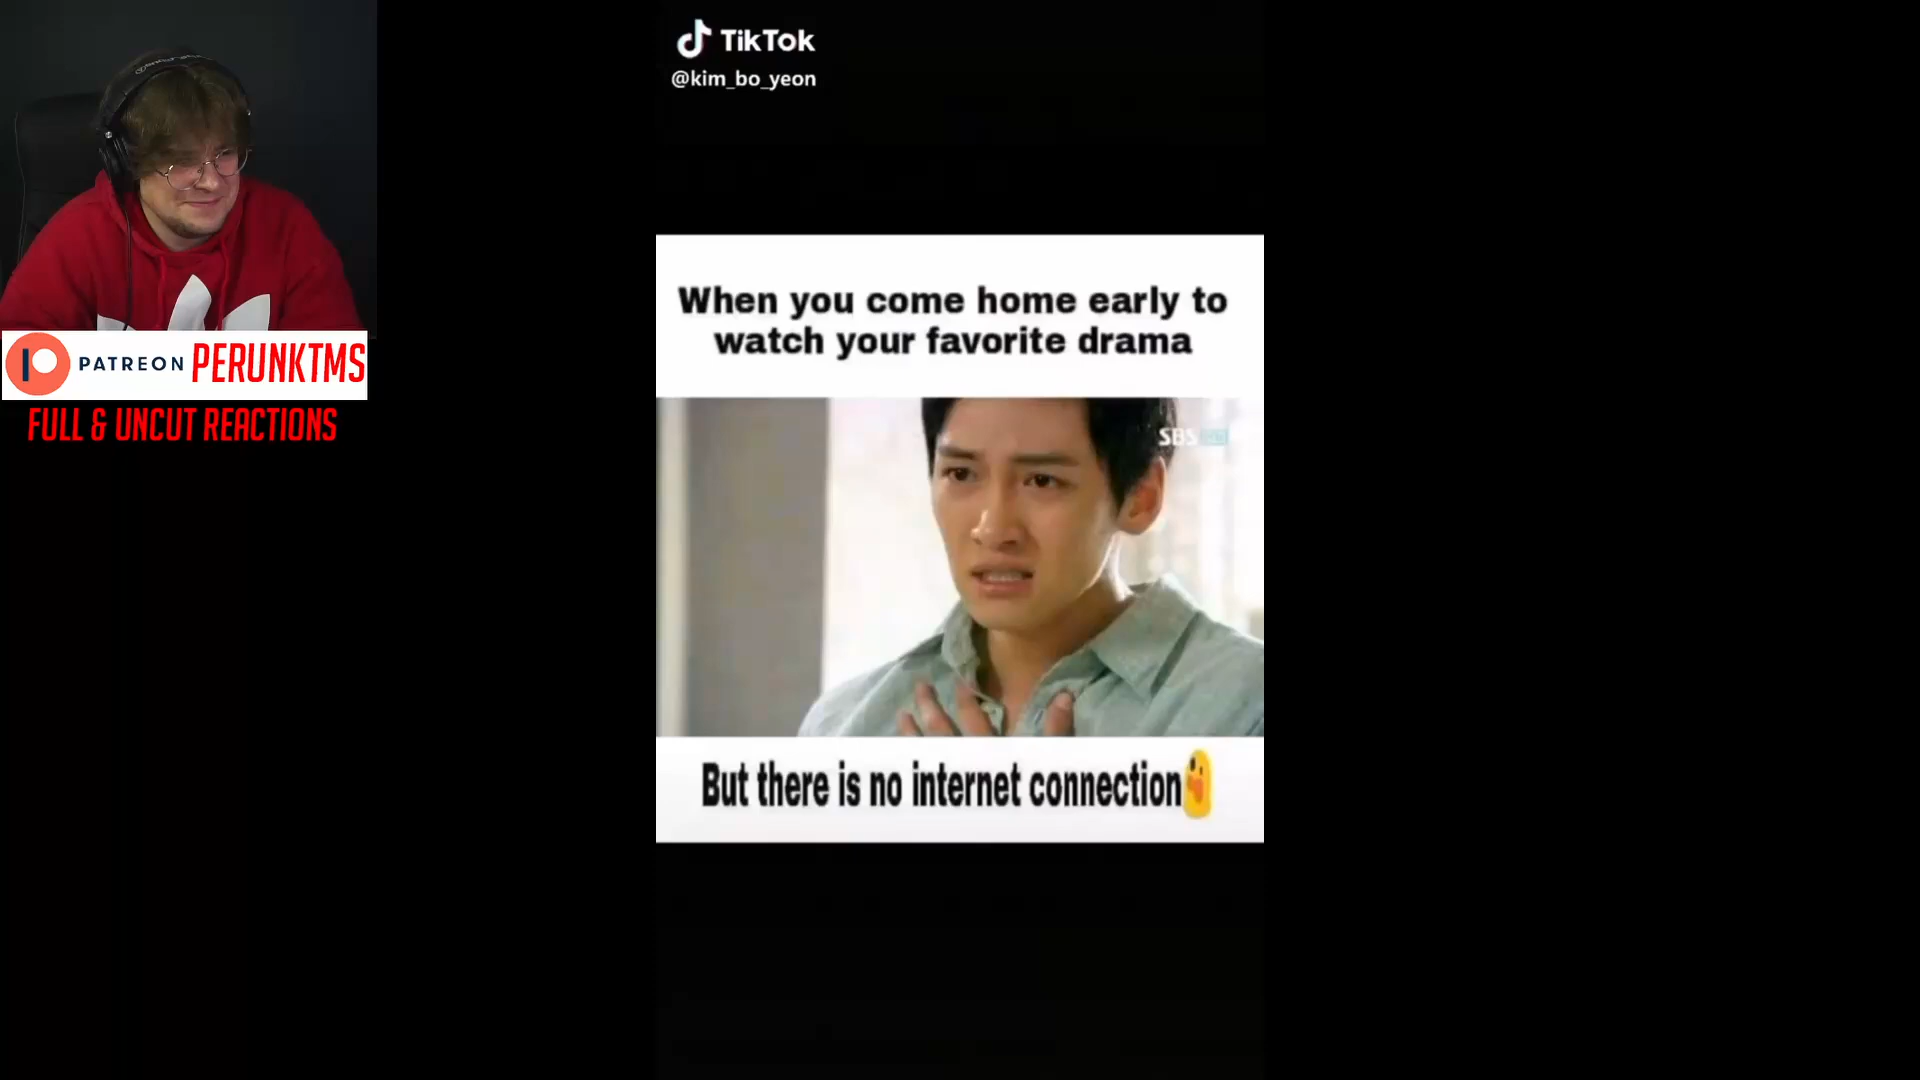 TikTok
@kim_bo_yeon
PATREON PERUNKTMS
FULL & UNCUT REACTIONS
When you come home early to
watch your favorite drama
SBS HD
But there is no internet connection